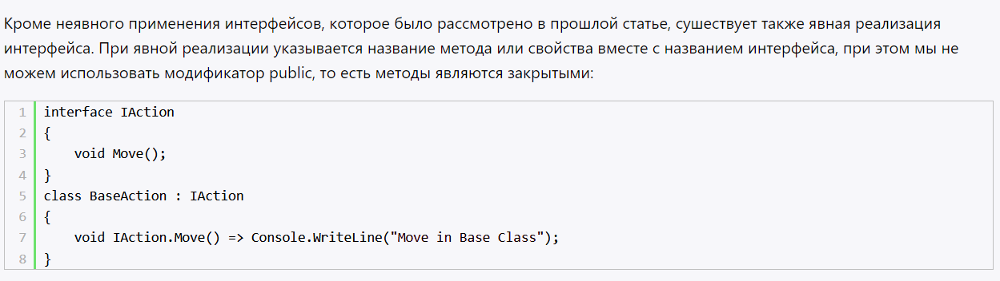 Кроме неявного применения интерфейсов, которое было рассмотрено в прошлой статье, сушествует также явная реализация
интерфейса. При явной реализации указывается название метода или свойства вместе с названием интерфейса, при этом мы не
можем использовать модификатор public, то есть методы являются закрытыми:
1 interface IAction
2 {
3     void Move();
4 }
5 class BaseAction : IAction
6 {
7     void IAction.Move() => Console.WriteLine("Move in Base Class");
8 }